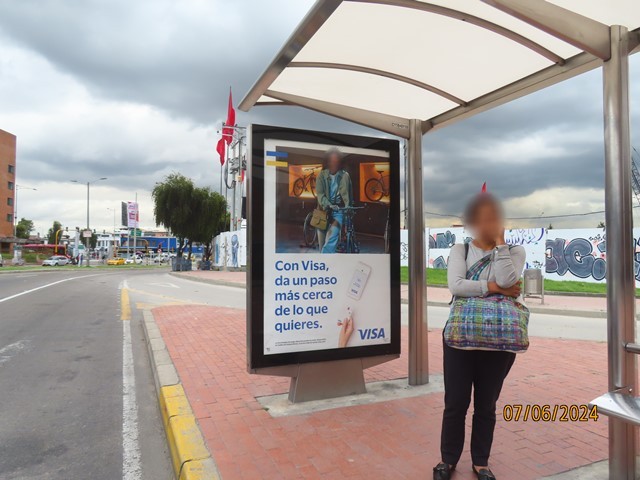 Con Visa,
da un paso
más cerca
de lo que
quieres.
VISA
07/06/2024